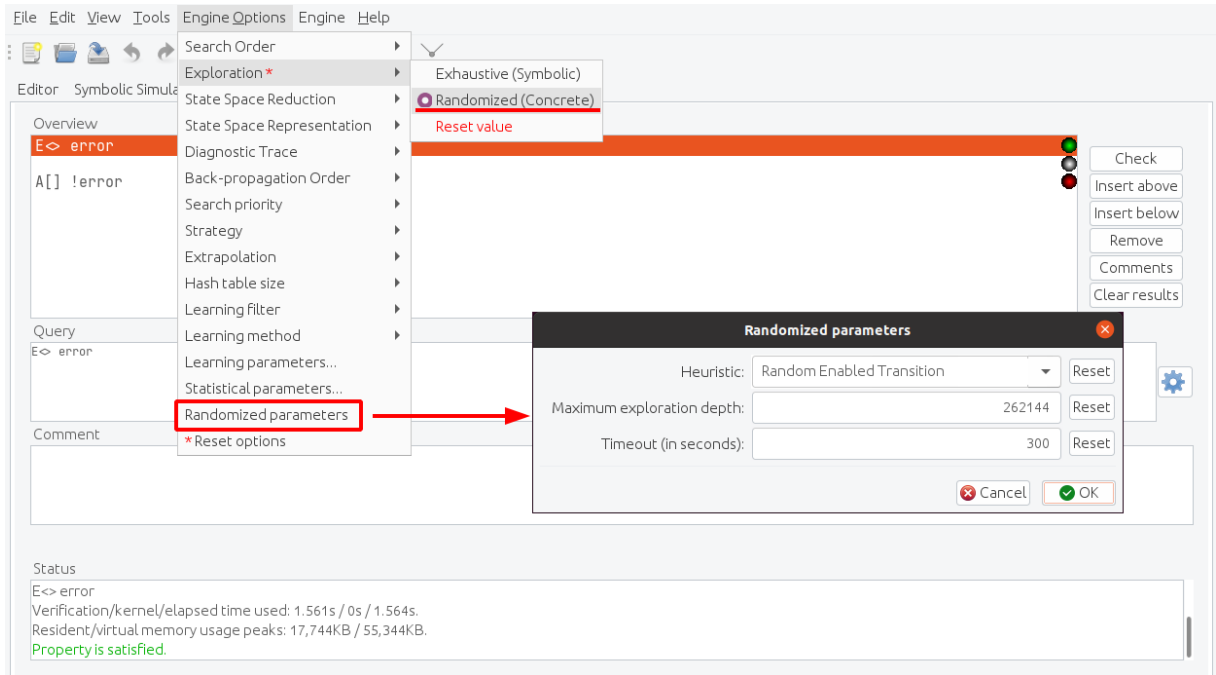 File Edit View Tools Engine Options Engine Help
Search Order
Exploration *
State Space Reduction
State Space Representation
Diagnostic Trace
Back-propagation Order
Search priority
Strategy
Extrapolation
Hash table size
Learning filter
Learning method
Learning parameters...
Statistical parameters...
Randomized parameters
* Reset options
Exhaustive (Symbolic)
Randomized (Concrete)
Reset value
Editor Symbolic Simula
Overview
E<> error
A[] !error
Check
Insert above
Insert below
Remove
Comments
Clear results
Query
E<> error
Randomized parameters
Heuristic: Random Enabled Transition Reset
Maximum exploration depth: 262144 Reset
Timeout (in seconds): 300 Reset
Cancel OK
Comment
Status
E<> error
Verification/kernel/elapsed time used: 1.561s / 0s / 1.564s.
Resident/virtual memory usage peaks: 17,744KB / 55,344KB.
Property is satisfied.